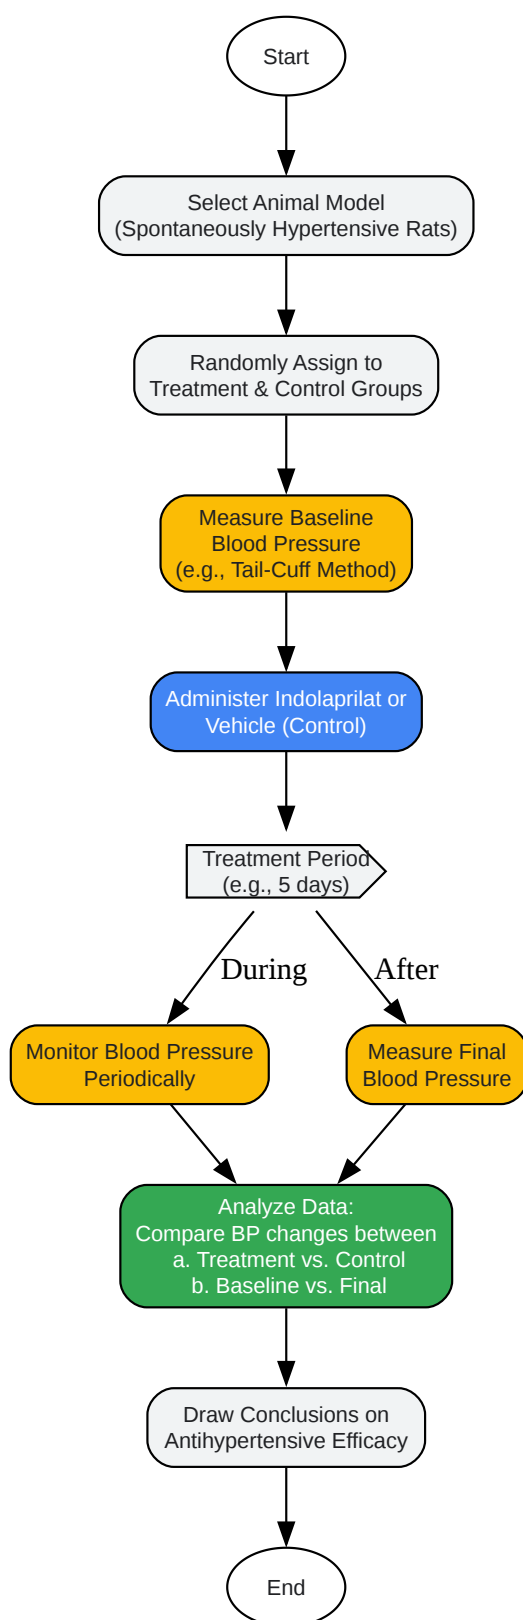 Start
Select Animal Model
(Spontaneously Hypertensive Rats)
Randomly Assign to
Treatment & Control Groups
Measure Baseline
Blood Pressure
(e.g., Tail-Cuff Method)
Administer Indolaprilat or
Vehicle (Control)
Treatment Period
(e.g., 5 days)
During
After
Monitor Blood Pressure
Periodically
Measure Final
Blood Pressure
Analyze Data:
Compare BP changes between
a. Treatment vs. Control
b. Baseline vs. Final
Draw Conclusions on
Antihypertensive Efficacy
End